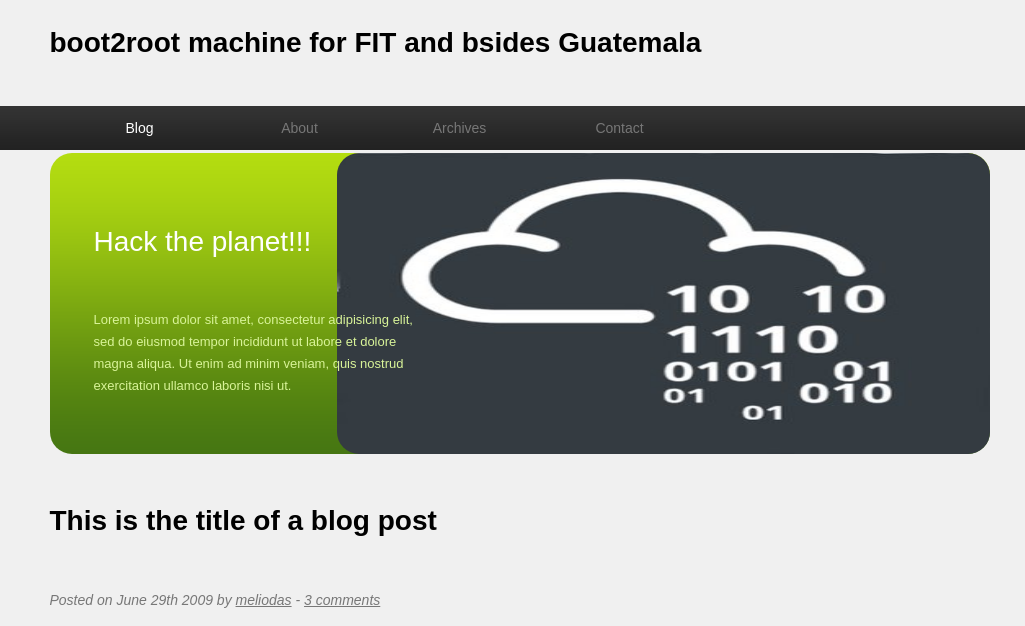 boot2root machine for FIT and bsides Guatemala
Blog About Archives Contact
Hack the planet!!!
Lorem ipsum dolor sit amet, consectetur adipisicing elit,
sed do eiusmod tempor incididunt ut labore et dolore
magna aliqua. Ut enim ad minim veniam, quis nostrud
exercitation ullamco laboris nisi ut.
10 10
1110
0101 01
01 010
01
This is the title of a blog post
Posted on June 29th 2009 by meliodas - 3 comments